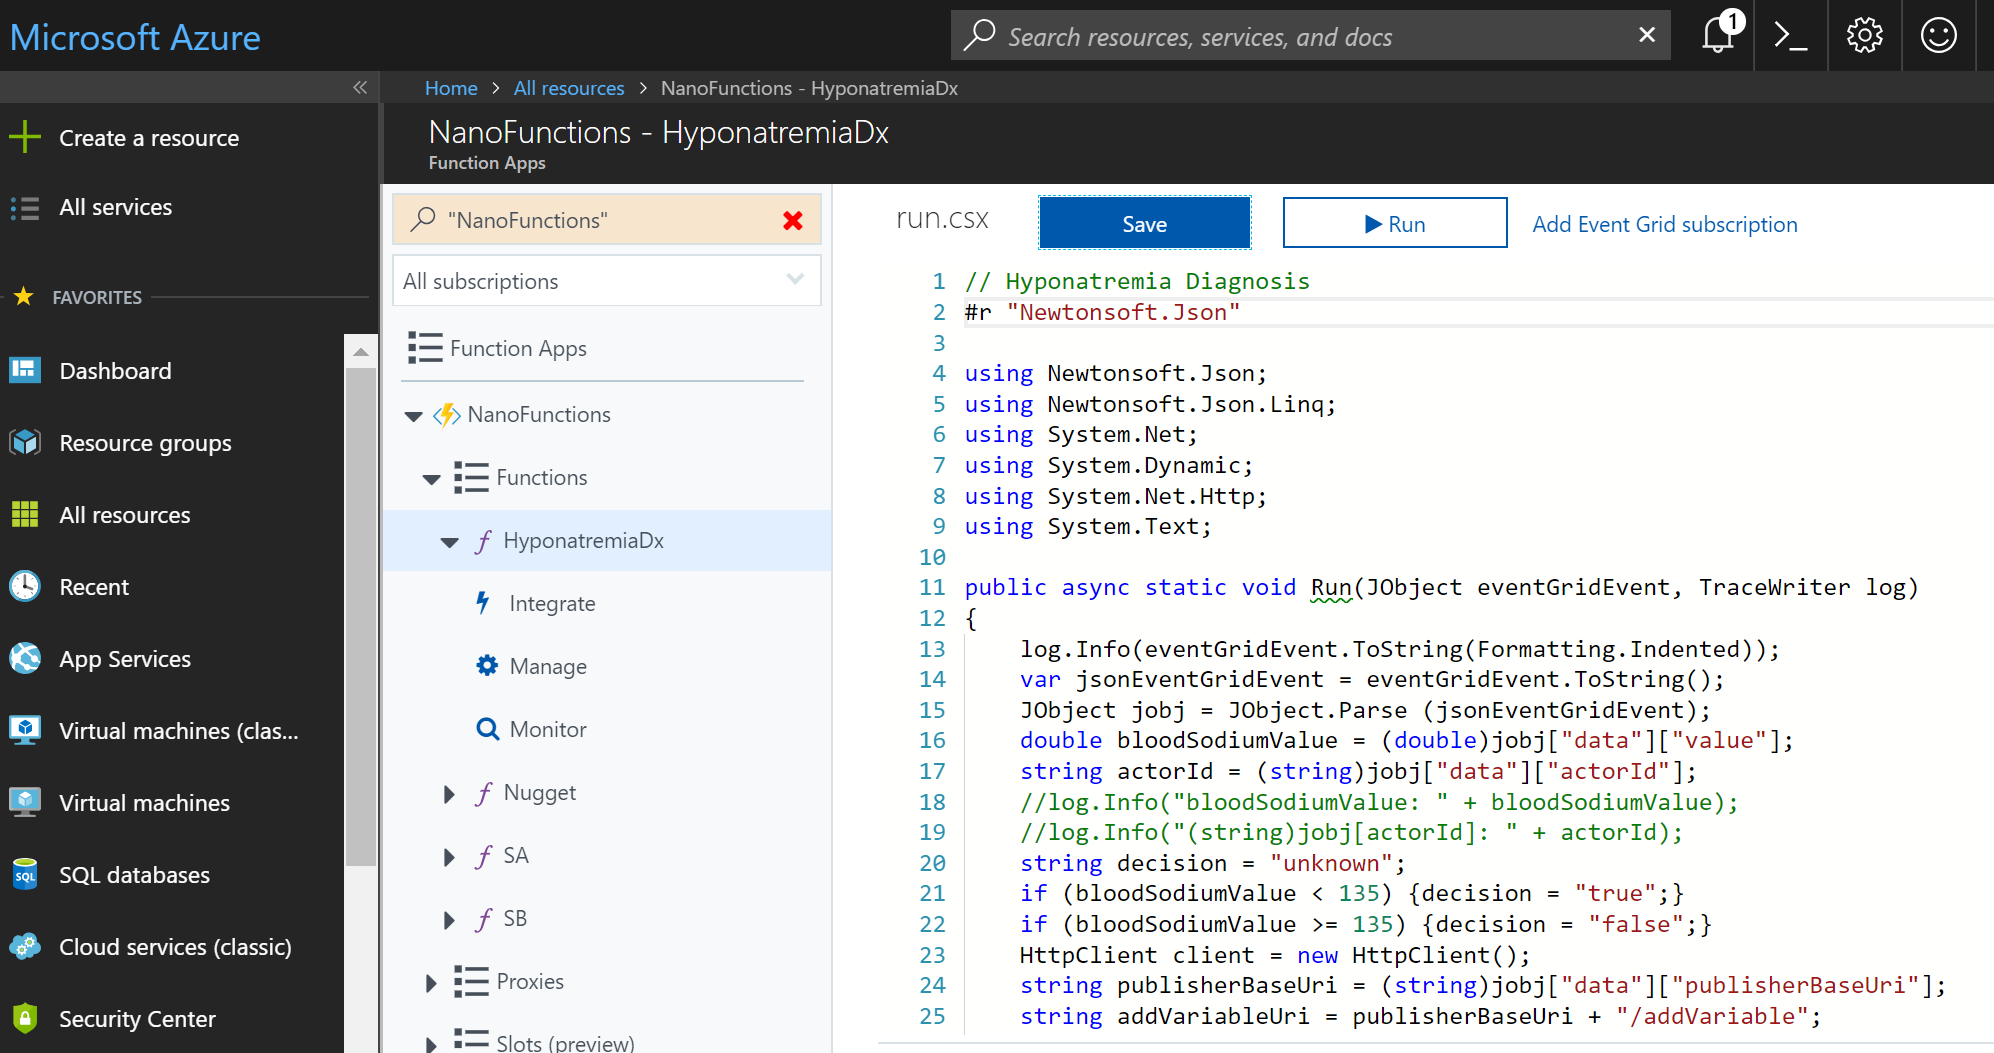 Microsoft Azure
Search resources, services, and docs
1
Home > All resources > NanoFunctions - HyponatremiaDx
NanoFunctions - HyponatremiaDx
Function Apps
Create a resource
All services
FAVORITES
Dashboard
Resource groups
All resources
Recent
App Services
Virtual machines (clas...
Virtual machines
SQL
SQL databases
Cloud services (classic)
Security Center
"NanoFunctions"
All subscriptions
Function Apps
NanoFunctions
Functions
f HyponatremiaDx
Integrate
Manage
Monitor
f Nugget
f SA
f SB
Proxies
Slots (preview)
run.csx Save Run Add Event Grid subscription
1 // Hyponatremia Diagnosis
2 #r "Newtonsoft.Json"
3
4 using Newtonsoft.Json;
5 using Newtonsoft.Json.Linq;
6 using System.Net;
7 using System.Dynamic;
8 using System.Net.Http;
9 using System.Text;
10
11 public async static void Run(JObject eventGridEvent, TraceWriter log)
12 {
13 log.Info(eventGridEvent.ToString(Formatting.Indented));
14 var jsonEventGridEvent = eventGridEvent.ToString();
15 JObject jobj = JObject.Parse (jsonEventGridEvent);
16 double bloodSodiumValue = (double)jobj["data"]["value"];
17 string actorId = (string)jobj["data"]["actorId"];
18 //log.Info("bloodSodiumValue: " + bloodSodiumValue);
19 //log.Info("(string)jobj[actorId]: " + actorId);
20 string decision = "unknown";
21 if (bloodSodiumValue < 135) {decision = "true";}
22 if (bloodSodiumValue >= 135) {decision = "false";}
23 HttpClient client = new HttpClient();
24 string publisherBaseUri = (string)jobj["data"]["publisherBaseUri"];
25 string addVariableUri = publisherBaseUri + "/addVariable";